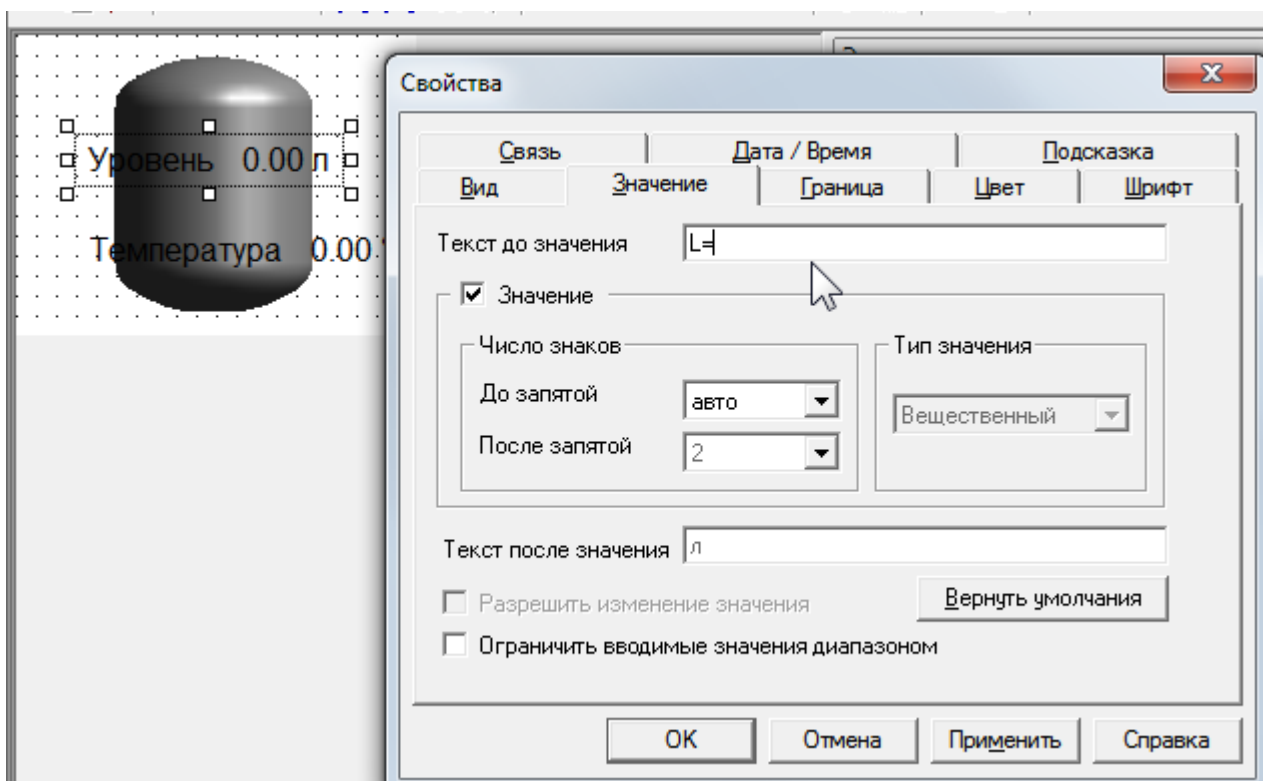 Свойства
Связь Дата / Время Подсказка
Вид Значение Граница Цвет Шрифт
Уровень 0.00 л
Температура 0.00
Текст до значения L=
Значение
Число знаков Тип значения
До запятой авто
Вещественный
После запятой 2
Текст после значения л
Разрешить изменение значения Вернуть умолчания
Ограничить вводимые значения диапазоном
OK Отмена Применить Справка